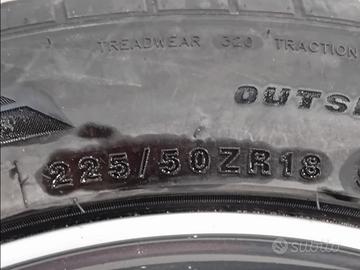 TREADWEAR 320 TRACTION
OUTS
225/50ZR18
subito